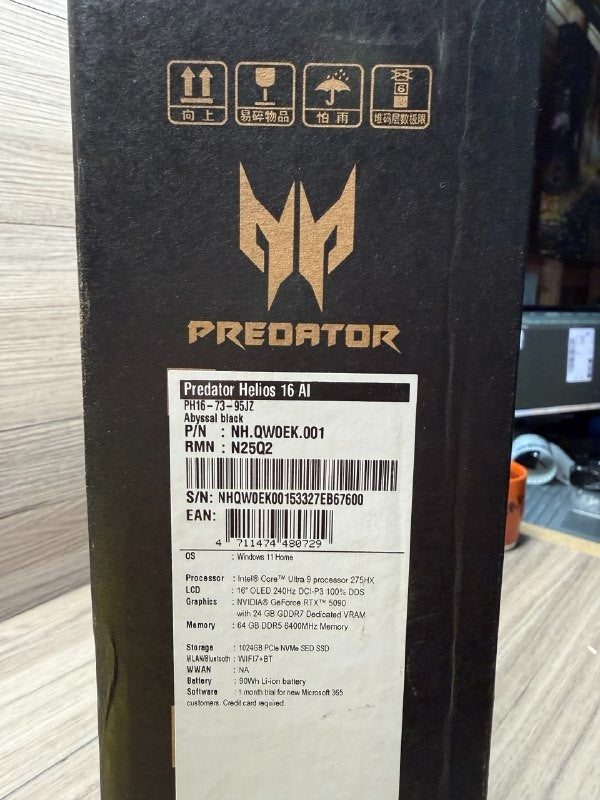 向上
易碎物品
怕雨
6
堆码层数极限
PREDATOR
Predator Helios 16 AI
PH16-73-95JZ
Abyssal black
P/N : NH.QW0EK.001
RMN : N25Q2
S/N: NHQW0EK00153327EB67600
EAN:
4 711474 480729
OS : Windows 11 Home
Processor : Intel® Core™ Ultra 9 processor 275HX
LCD : 16" OLED 240Hz DCI-P3 100% DDS
Graphics : NVIDIA® GeForce RTX™ 5090
with 24 GB GDDR7 Dedicated VRAM
Memory : 64 GB DDR5 6400MHz Memory
Storage : 1024GB PCIe NVMe SED SSD
WLAN/Bluetooth : WIFI7+BT
WWAN : NA
Battery : 90Wh Li-ion battery
Software : 1 month trial for new Microsoft 365
customers. Credit card required.